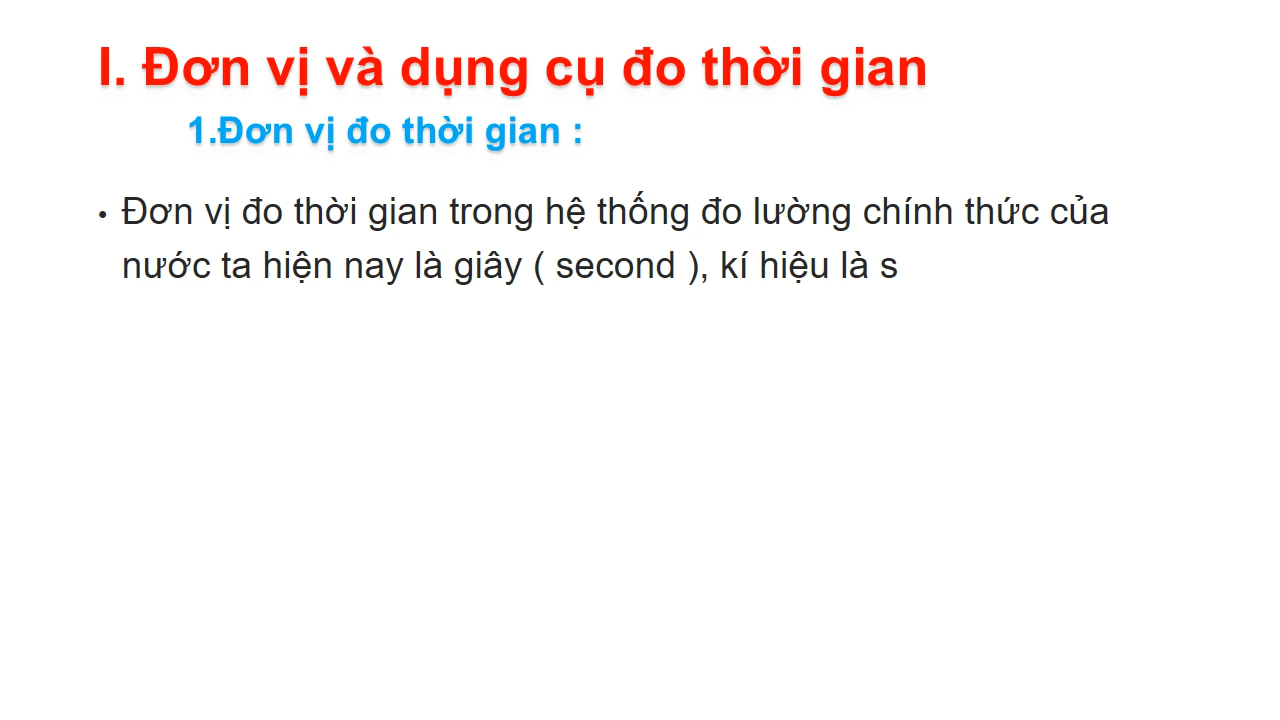 I. Đơn vị và dụng cụ đo thời gian
1.Đơn vị đo thời gian :
• Đơn vị đo thời gian trong hệ thống đo lường chính thức của
nước ta hiện nay là giây ( second ), kí hiệu là s